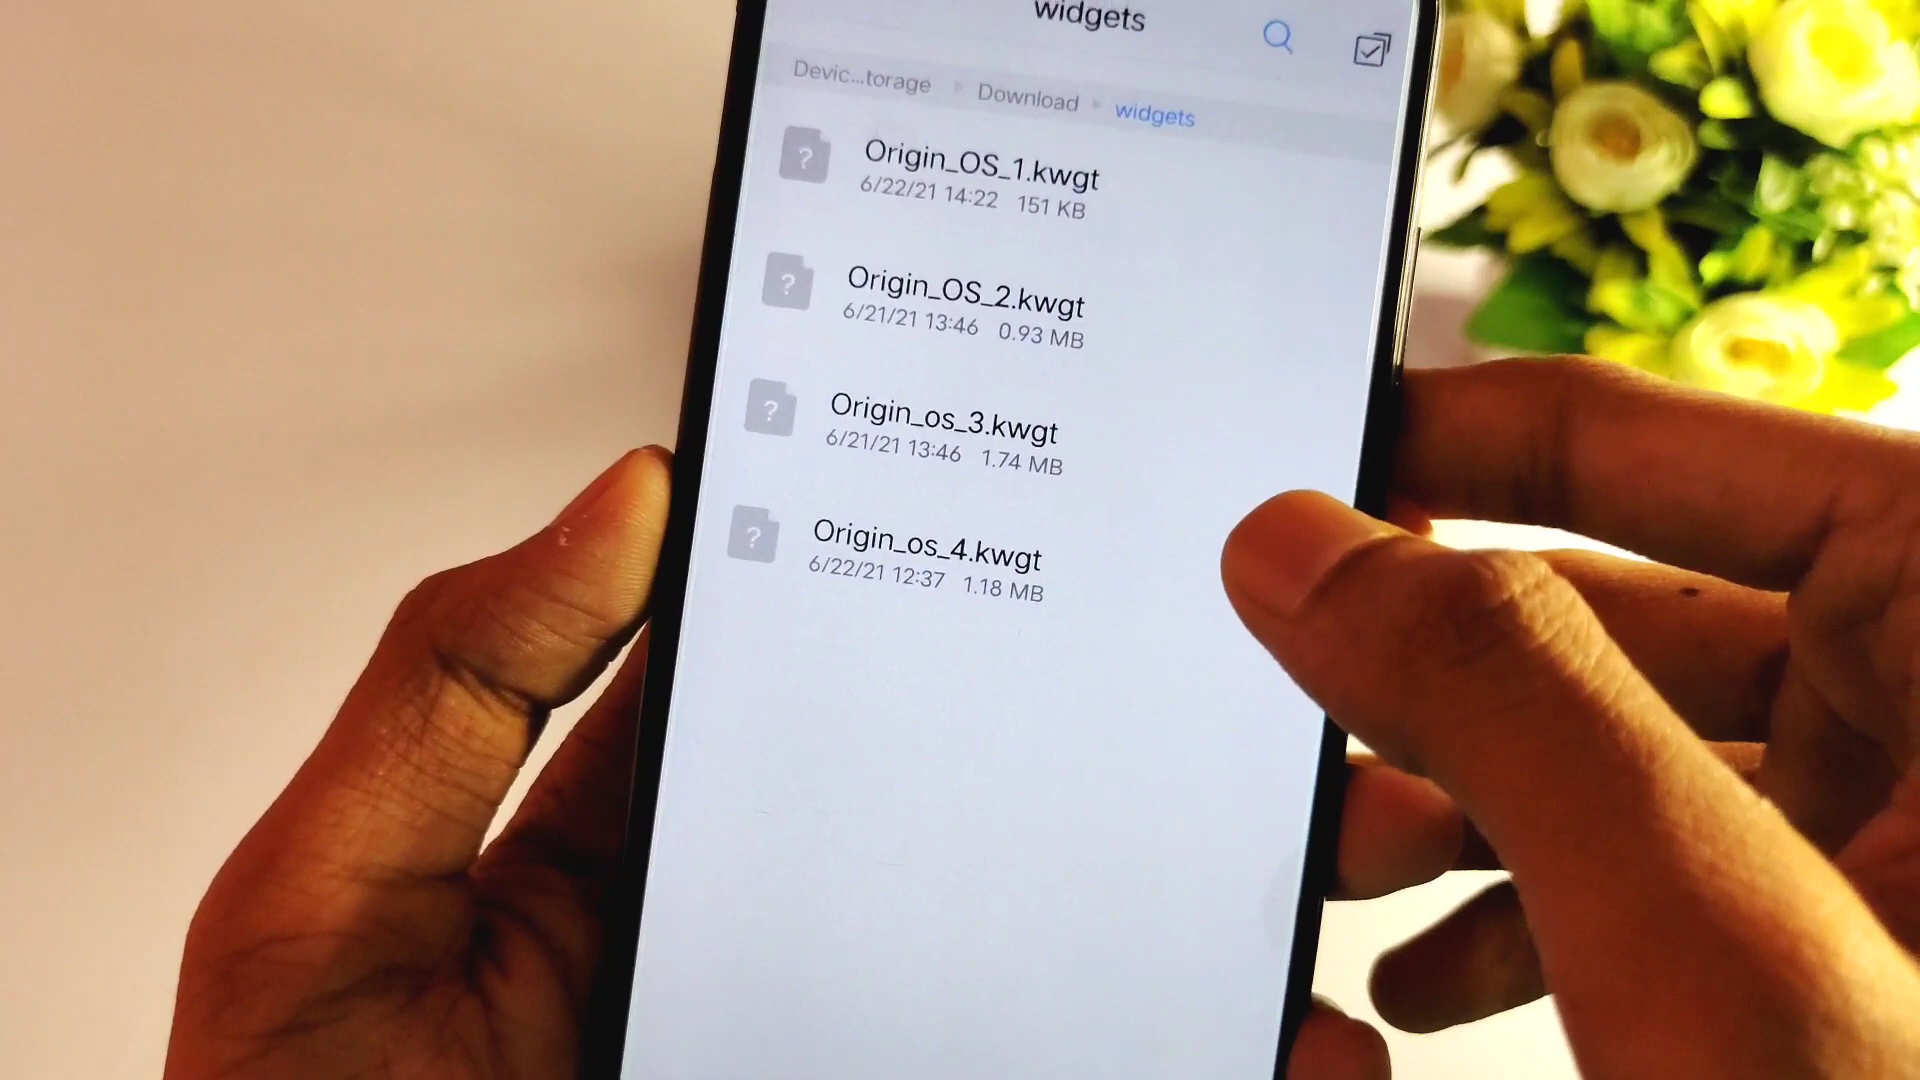 widgets
Devic...torage Download widgets
Origin_OS_1.kwgt
6/22/21 14:22 151 KB
Origin_OS_2.kwgt
6/21/21 13:46 0.93 MB
Origin_os_3.kwgt
6/21/21 13:46 1.74 MB
Origin_os_4.kwgt
6/22/21 12:37 1.18 MB